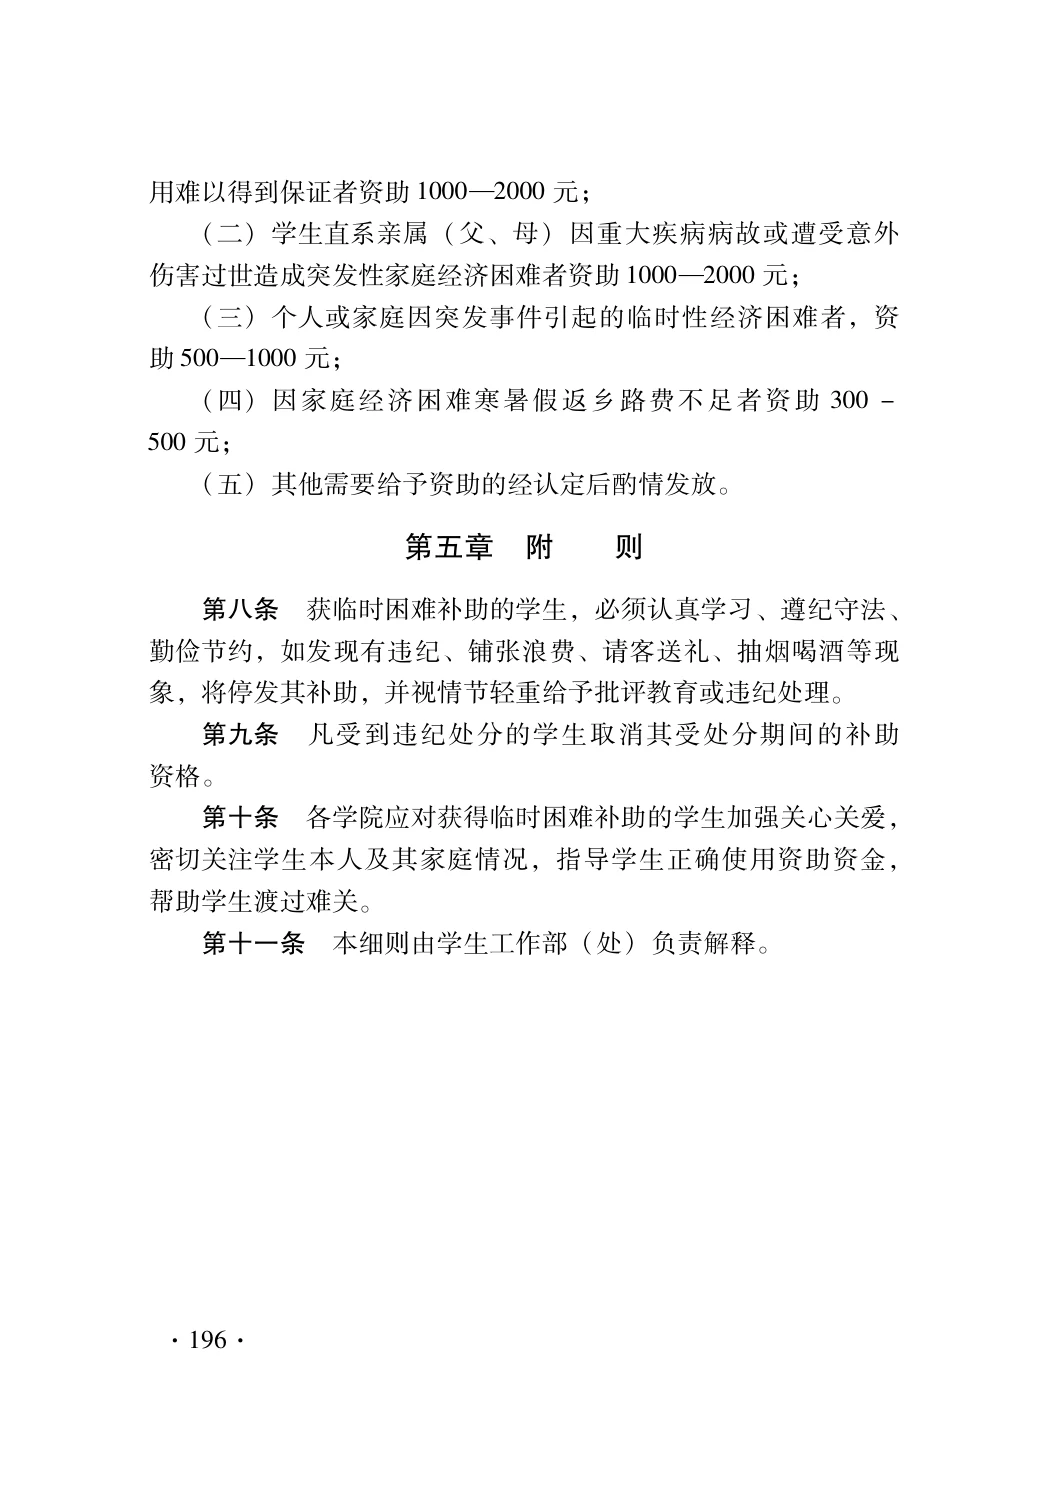 用难以得到保证者资助 1000—2000 元；
（二）学生直系亲属（父、母）因重大疾病病故或遭受意外
伤害过世造成突发性家庭经济困难者资助 1000—2000 元；
（三）个人或家庭因突发事件引起的临时性经济困难者，资
助 500—1000 元；
（四）因家庭经济困难寒暑假返乡路费不足者资助 300 –
500 元；
（五）其他需要给予资助的经认定后酌情发放。
第五章　附　　则
第八条　获临时困难补助的学生，必须认真学习、遵纪守法、
勤俭节约，如发现有违纪、铺张浪费、请客送礼、抽烟喝酒等现
象，将停发其补助，并视情节轻重给予批评教育或违纪处理。
第九条　凡受到违纪处分的学生取消其受处分期间的补助
资格。
第十条　各学院应对获得临时困难补助的学生加强关心关爱，
密切关注学生本人及其家庭情况，指导学生正确使用资助资金，
帮助学生渡过难关。
第十一条　本细则由学生工作部（处）负责解释。
· 196 ·